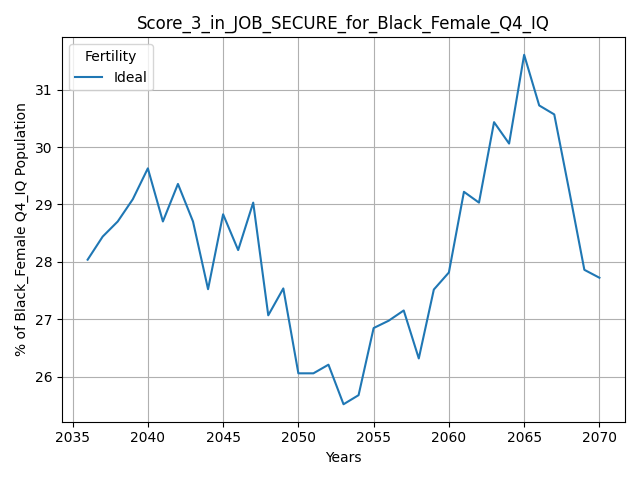 Score_3_in_JOB_SECURE_for_Black_Female_Q4_IQ
Fertility
Ideal
% of Black_Female Q4_IQ Population
31
30
29
28
27
26
2035 2040 2045 2050 2055 2060 2065 2070
Years